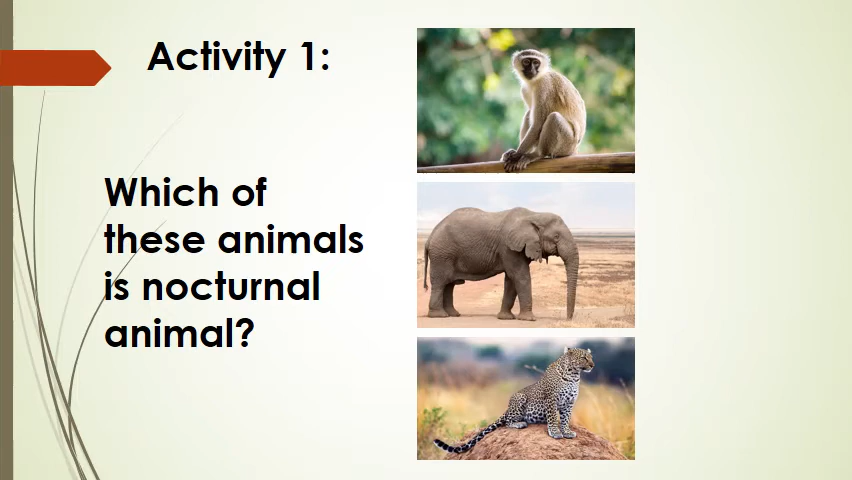 Activity 1:
Which of
these animals
is nocturnal
animal?